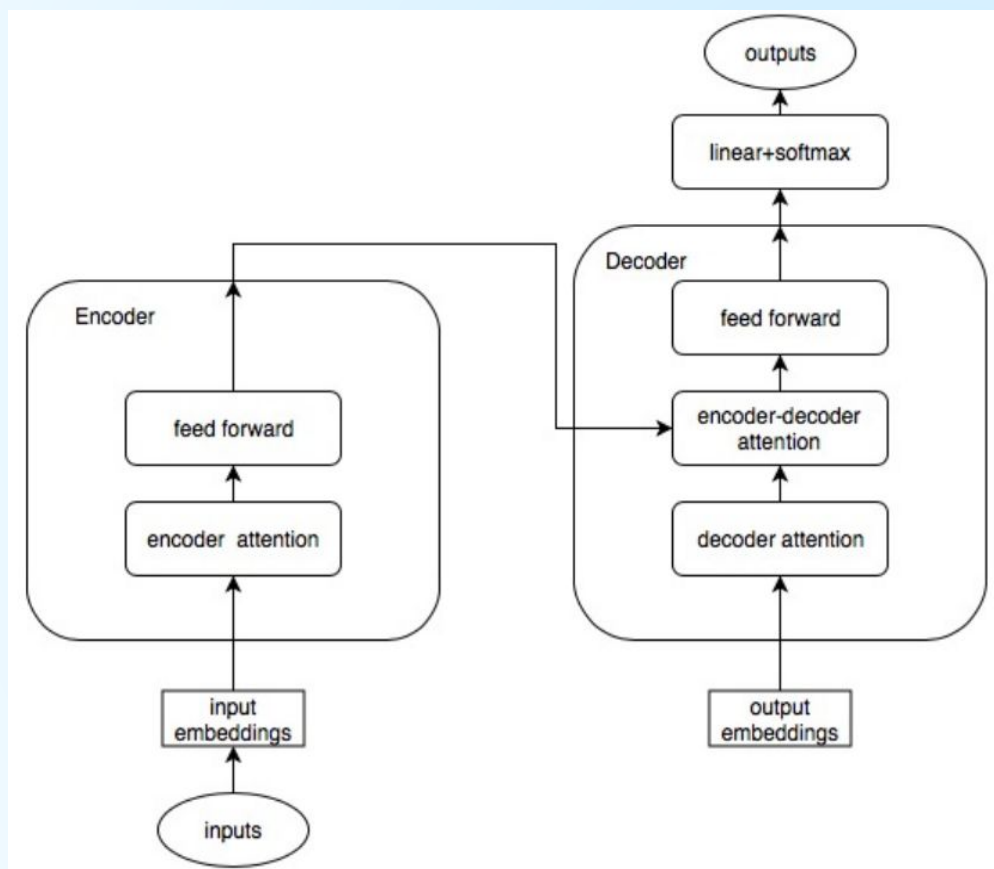 outputs
linear+softmax
Decoder
feed forward
encoder-decoder
attention
decoder attention
output
embeddings
Encoder
feed forward
encoder attention
input
embeddings
inputs